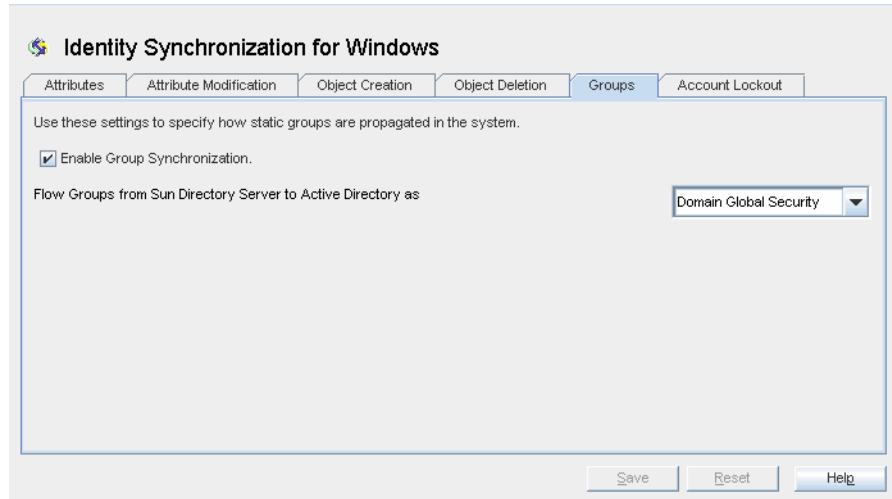 Identity Synchronization for Windows
Attributes Attribute Modification Object Creation Object Deletion Groups Account Lockout
Use these settings to specify how static groups are propagated in the system.
Enable Group Synchronization.
Flow Groups from Sun Directory Server to Active Directory as Domain Global Security
Save Reset Help